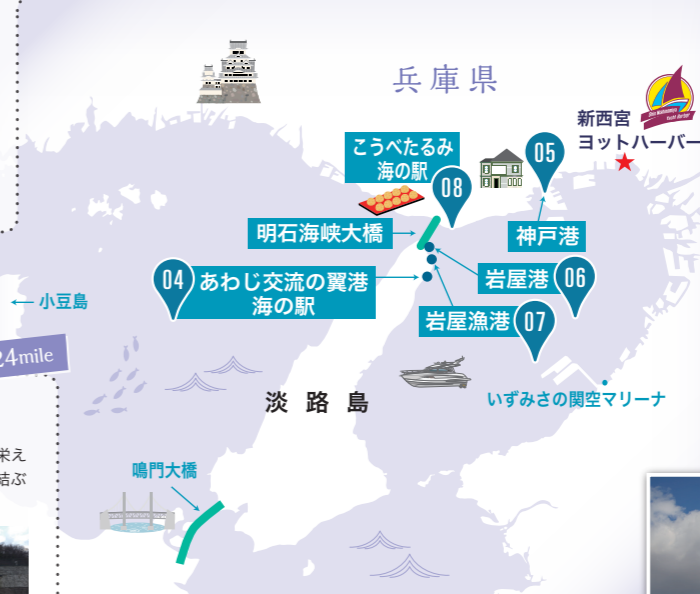 兵庫県
新西宮
ヨットハーバー
こうべたるみ
海の駅
08
05
明石海峡大橋
神戸港
04
あわじ交流の翼港
海の駅
岩屋港
06
小豆島
岩屋漁港
07
24mile
いずみさの関空マリーナ
淡路島
栄え
結ぶ
鳴門大橋